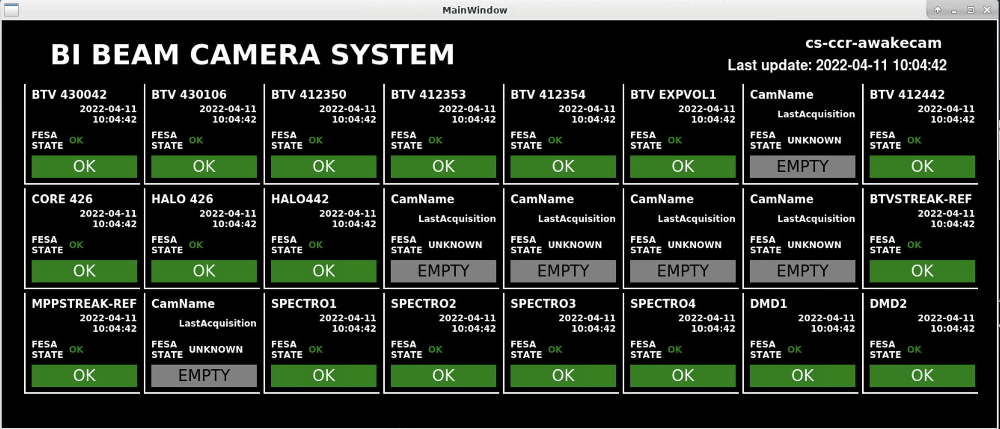 MainWindow
BI BEAM CAMERA SYSTEM
cs-ccr-awakecam
Last update: 2022-04-11 10:04:42
BTV 430042
2022-04-11
10:04:42
FESA
STATE
OK
OK
BTV 430106
2022-04-11
10:04:42
FESA
STATE
OK
OK
BTV 412350
2022-04-11
10:04:42
FESA
STATE
OK
OK
BTV 412353
2022-04-11
10:04:42
FESA
STATE
OK
OK
BTV 412354
2022-04-11
10:04:42
FESA
STATE
OK
OK
BTV EXPVOL1
2022-04-11
10:04:42
FESA
STATE
OK
OK
CamName
LastAcquisition
FESA
STATE
UNKNOWN
EMPTY
BTV 412442
2022-04-11
10:04:42
FESA
STATE
OK
OK
CORE 426
2022-04-11
10:04:42
FESA
STATE
OK
OK
HALO 426
2022-04-11
10:04:42
FESA
STATE
OK
OK
HALO442
2022-04-11
10:04:42
FESA
STATE
OK
OK
CamName
LastAcquisition
FESA
STATE
UNKNOWN
EMPTY
CamName
LastAcquisition
FESA
STATE
UNKNOWN
EMPTY
CamName
LastAcquisition
FESA
STATE
UNKNOWN
EMPTY
CamName
LastAcquisition
FESA
STATE
UNKNOWN
EMPTY
BTVSTREAK-REF
2022-04-11
10:04:42
FESA
STATE
OK
OK
MPPSTREAK-REF
2022-04-11
10:04:42
FESA
STATE
OK
OK
CamName
LastAcquisition
FESA
STATE
UNKNOWN
EMPTY
SPECTRO1
2022-04-11
10:04:42
FESA
STATE
OK
OK
SPECTRO2
2022-04-11
10:04:42
FESA
STATE
OK
OK
SPECTRO3
2022-04-11
10:04:42
FESA
STATE
OK
OK
SPECTRO4
2022-04-11
10:04:42
FESA
STATE
OK
OK
DMD1
2022-04-11
10:04:42
FESA
STATE
OK
OK
DMD2
2022-04-11
10:04:42
FESA
STATE
OK
OK